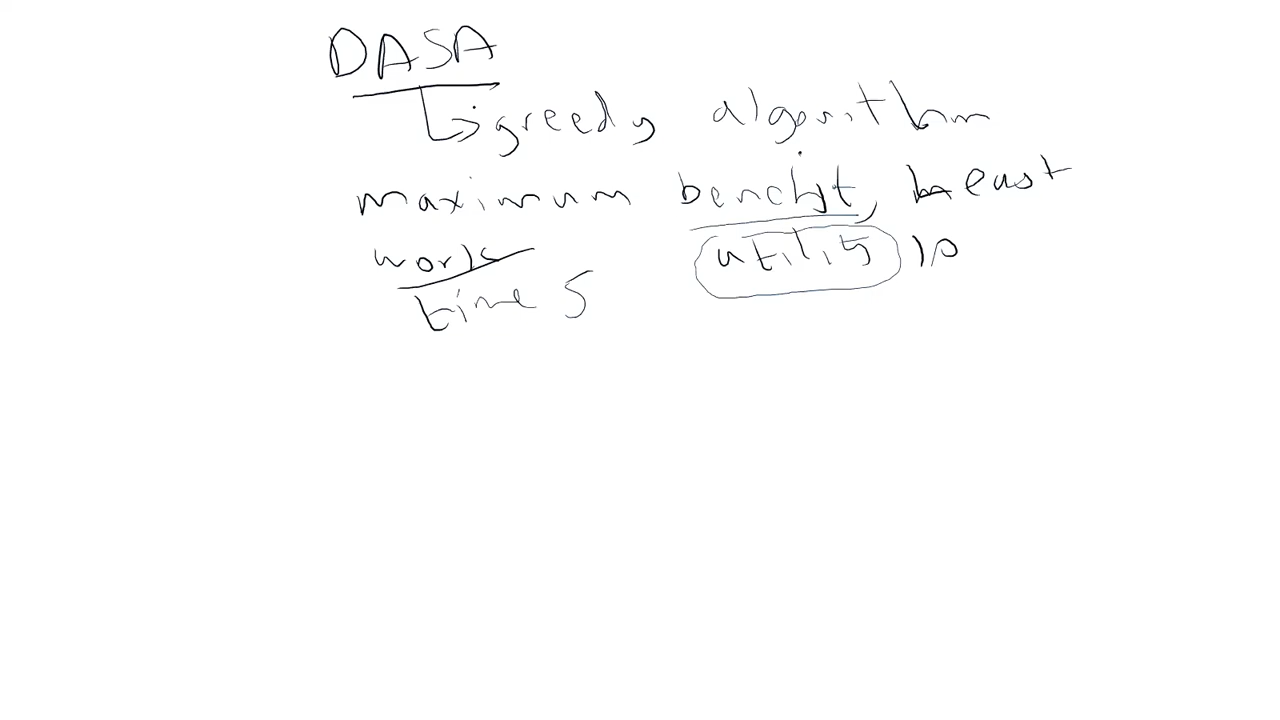 DASA
greedy algorithm
maximum benefit, least
work utility 10
time 5